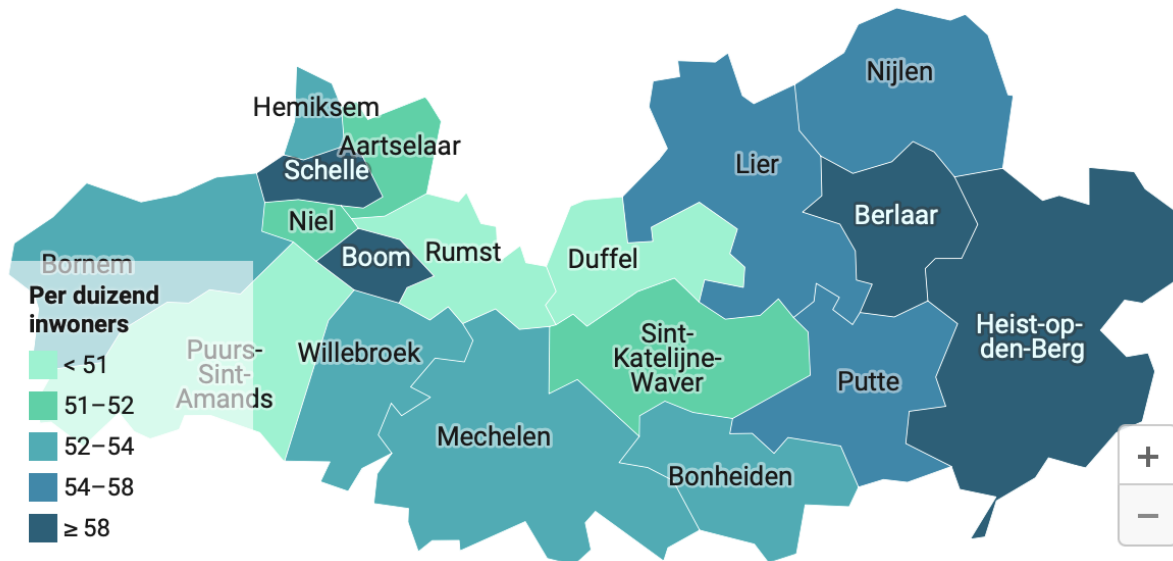 Nijlen
Hemiksem
Aartselaar
Schelle
Lier
Berlaar
Niel
Boom
Rumst
Duffel
Bornem
Per duizend
inwoners
< 51
51–52
52–54
54–58
≥ 58
Puurs-
Sint-
Amands
Willebroek
Sint-
Katelijne-
Waver
Heist-op-
den-Berg
Putte
Mechelen
Bonheiden
+
−